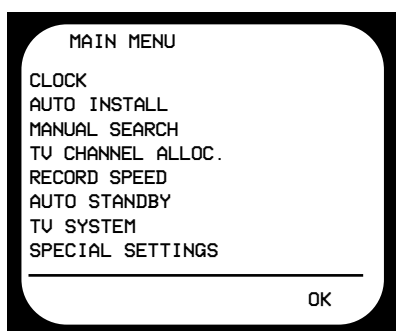 MAIN MENU
CLOCK
AUTO INSTALL
MANUAL SEARCH
TV CHANNEL ALLOC.
RECORD SPEED
AUTO STANDBY
TV SYSTEM
SPECIAL SETTINGS
OK